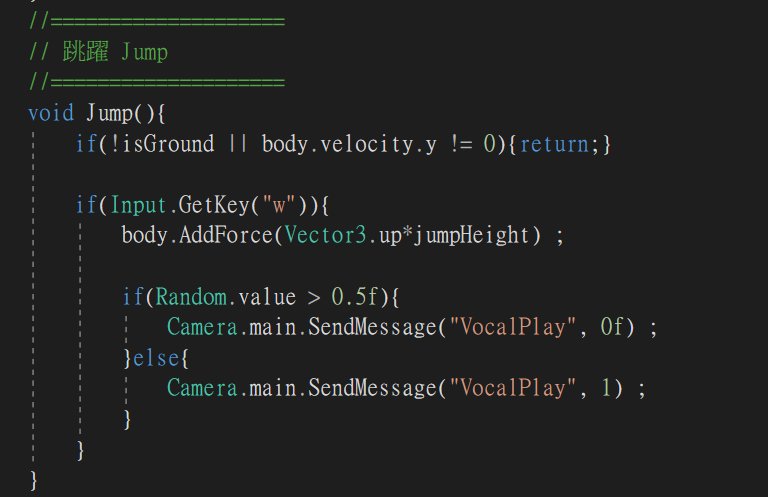 //====================
// 跳躍 Jump
//====================
void Jump(){
if(!isGround || body.velocity.y != 0){return;}
if(Input.GetKey("w")){
body.AddForce(Vector3.up*jumpHeight) ;
if(Random.value > 0.5f){
Camera.main.SendMessage("VocalPlay", 0f) ;
}else{
Camera.main.SendMessage("VocalPlay", 1) ;
}
}
}